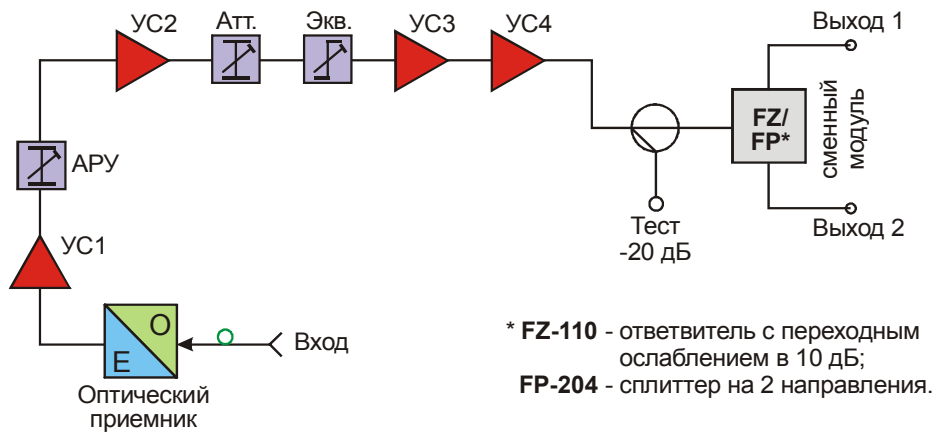 УС2
Атт.
Экв.
УС3
УС4
Выход 1
FZ/
FP*
сменный
модуль
АРУ
Тест
-20 дБ
Выход 2
УС1
O
E
Вход
Оптический
приемник
* FZ-110 - ответвитель с переходным
ослаблением в 10 дБ;
FP-204 - сплиттер на 2 направления.